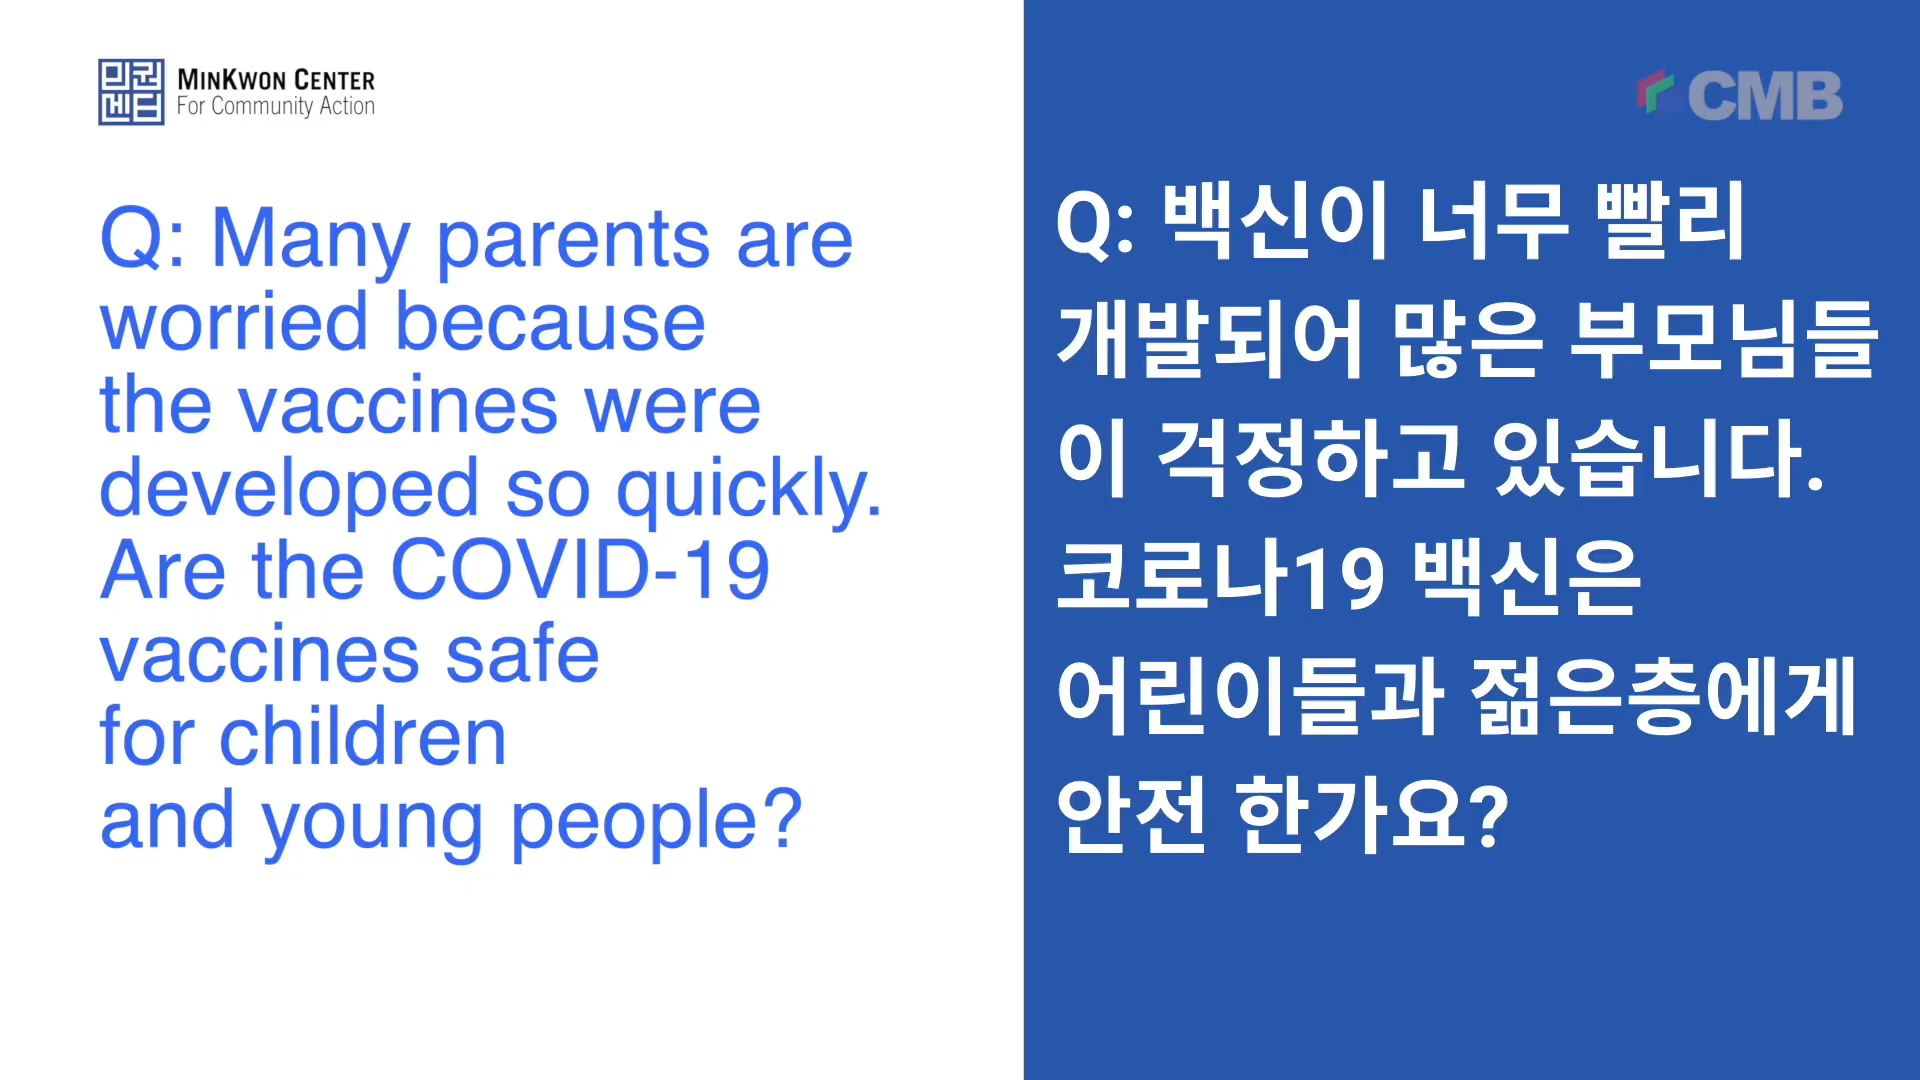 민권
센터
MINKWON CENTER
For Community Action
Q: Many parents are
worried because
the vaccines were
developed so quickly.
Are the COVID-19
vaccines safe
for children
and young people?
CMB
Q: 백신이 너무 빨리
개발되어 많은 부모님들
이 걱정하고 있습니다.
코로나19 백신은
어린이들과 젊은층에게
안전 한가요?